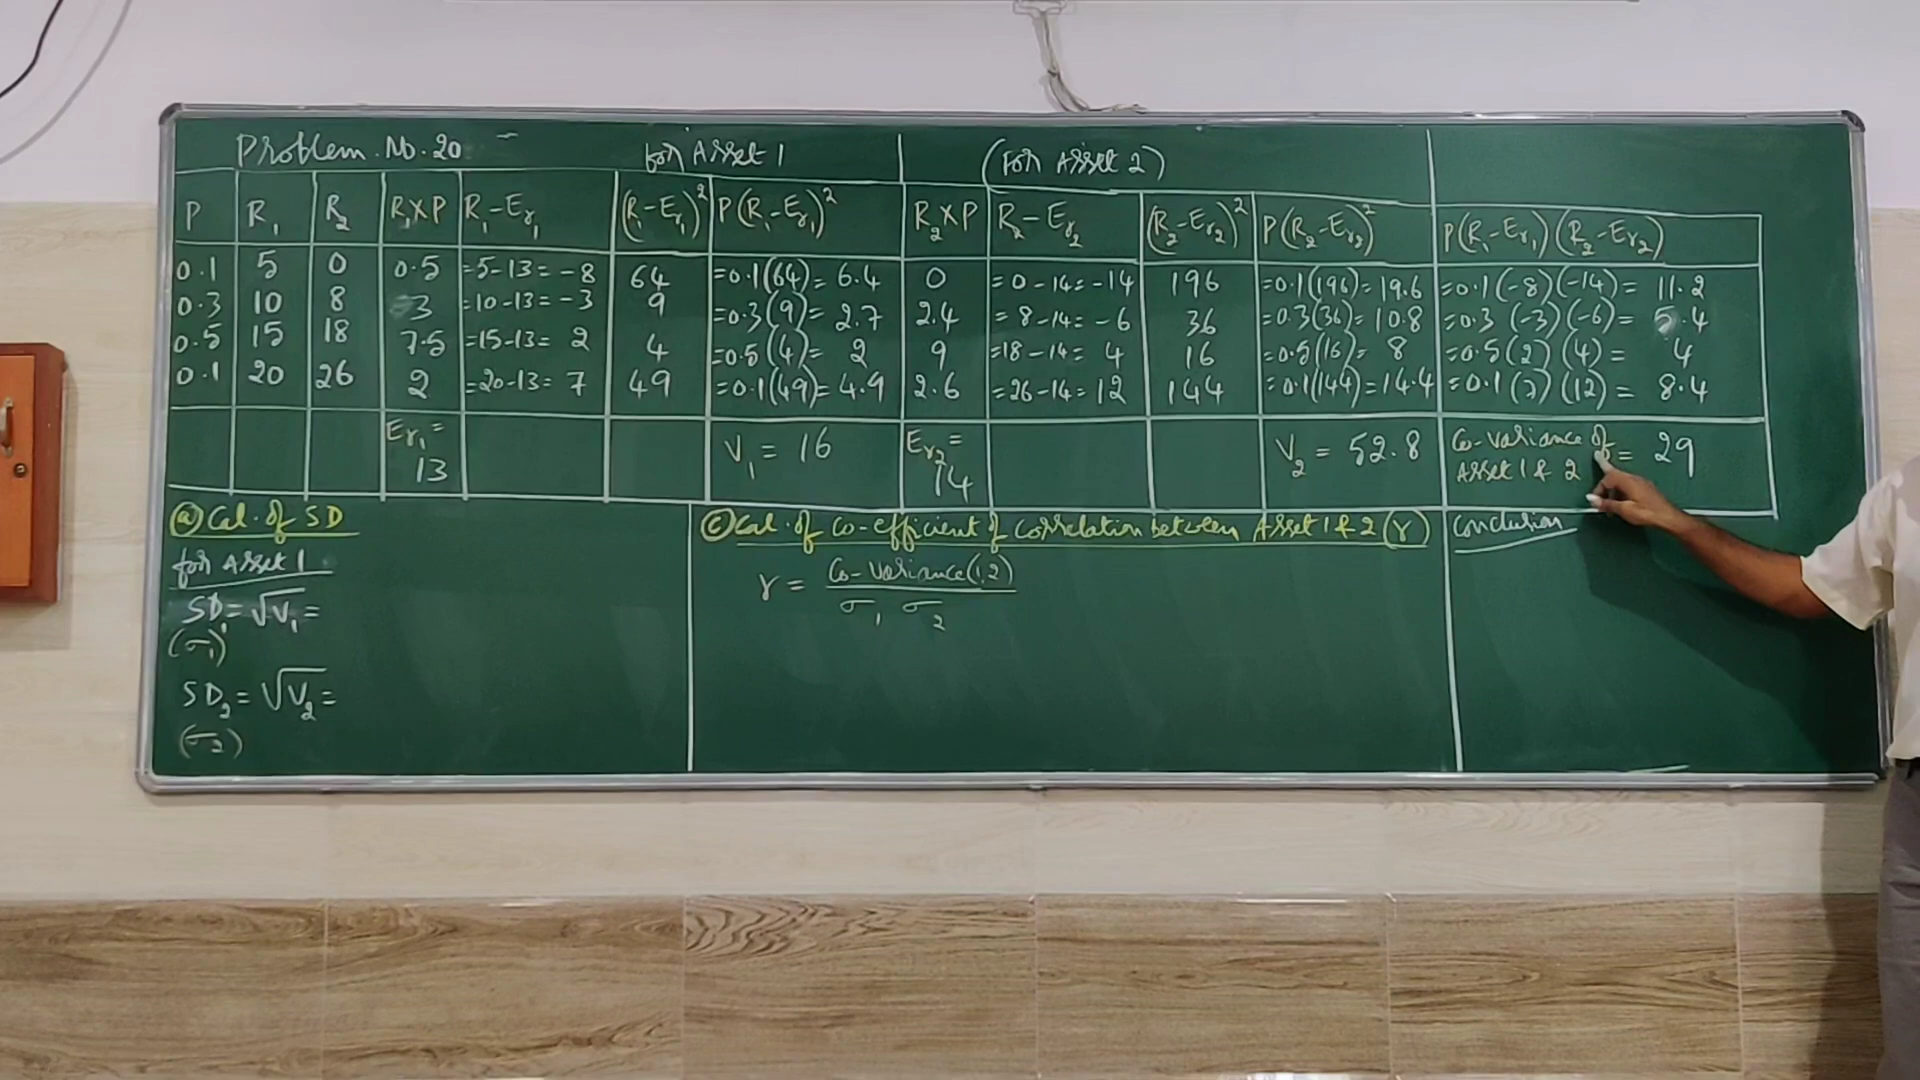 Problem. No. 20
for Asset 1
(For Asset 2)
P R₁ R₂ R₁×P R₁-Er₁ (R₁-Er₁)² P(R₁-Er₁)² R₂×P R₂-Er₂ (R₂-Er₂)² P(R₂-Er₂)² P(R₁-Er₁)(R₂-Er₂)
0.1 5 0 0.5 =5-13=-8 64 =0.1(64)=6.4 0 =0-14=-14 196 =0.1(196)=19.6 =0.1(-8)(-14)= 11.2
0.3 10 8 3 =10-13=-3 9 =0.3(9)=2.7 2.4 =8-14=-6 36 =0.3(36)=10.8 =0.3(-3)(-6)= 5.4
0.5 15 18 7.5 =15-13= 2 4 =0.5(4)= 2 9 =18-14= 4 16 =0.5(16)= 8 =0.5(2)(4)= 4
0.1 20 26 2 =20-13= 7 49 =0.1(49)=4.9 2.6 =26-14=12 144 =0.1(144)=14.4 =0.1(7)(12)= 8.4
Er₁ =
13
V₁ = 16
Er₂ =
14
V₂ = 52.8
Co-variance of
Asset 1 & 2 = 29
(a) Cal. of SD
for Asset 1
SD₁ = √V₁ =
(σ₁)
SD₂ = √V₂ =
(σ₂)
(c) Cal. of Co-efficient of Correlation between Asset 1 & 2 (r)
r = Co-variance(1,2)
σ₁ σ₂
Conclusion